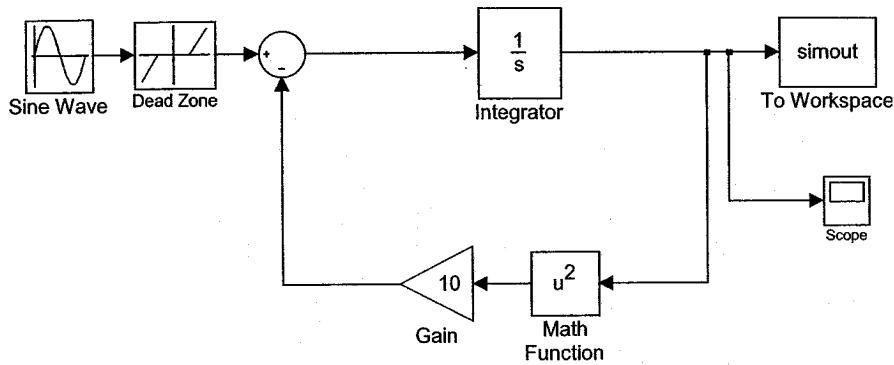 +
-
1
s
simout
Sine Wave
Dead Zone
Integrator
To Workspace
Scope
10
u²
Gain
Math
Function